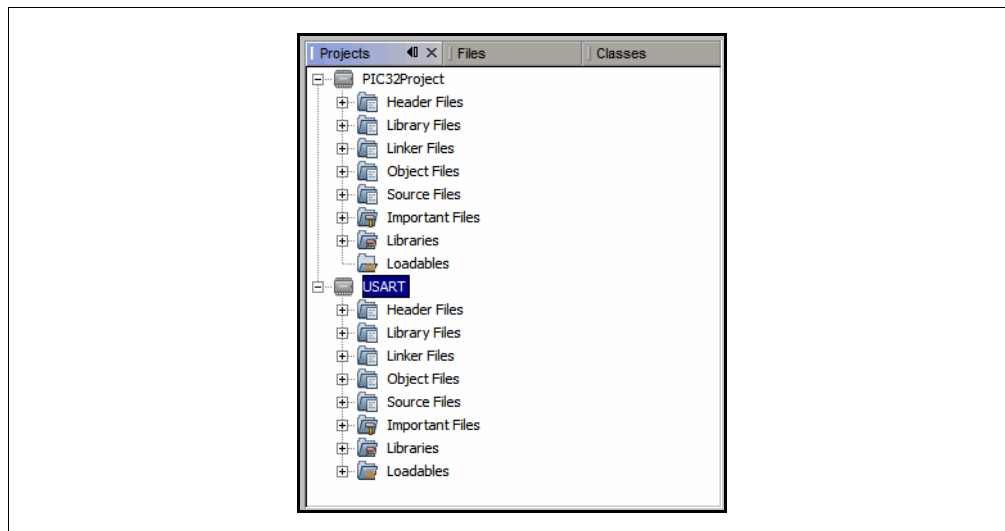 Projects Files Classes
PIC32Project
Header Files
Library Files
Linker Files
Object Files
Source Files
Important Files
Libraries
Loadables
USART
Header Files
Library Files
Linker Files
Object Files
Source Files
Important Files
Libraries
Loadables